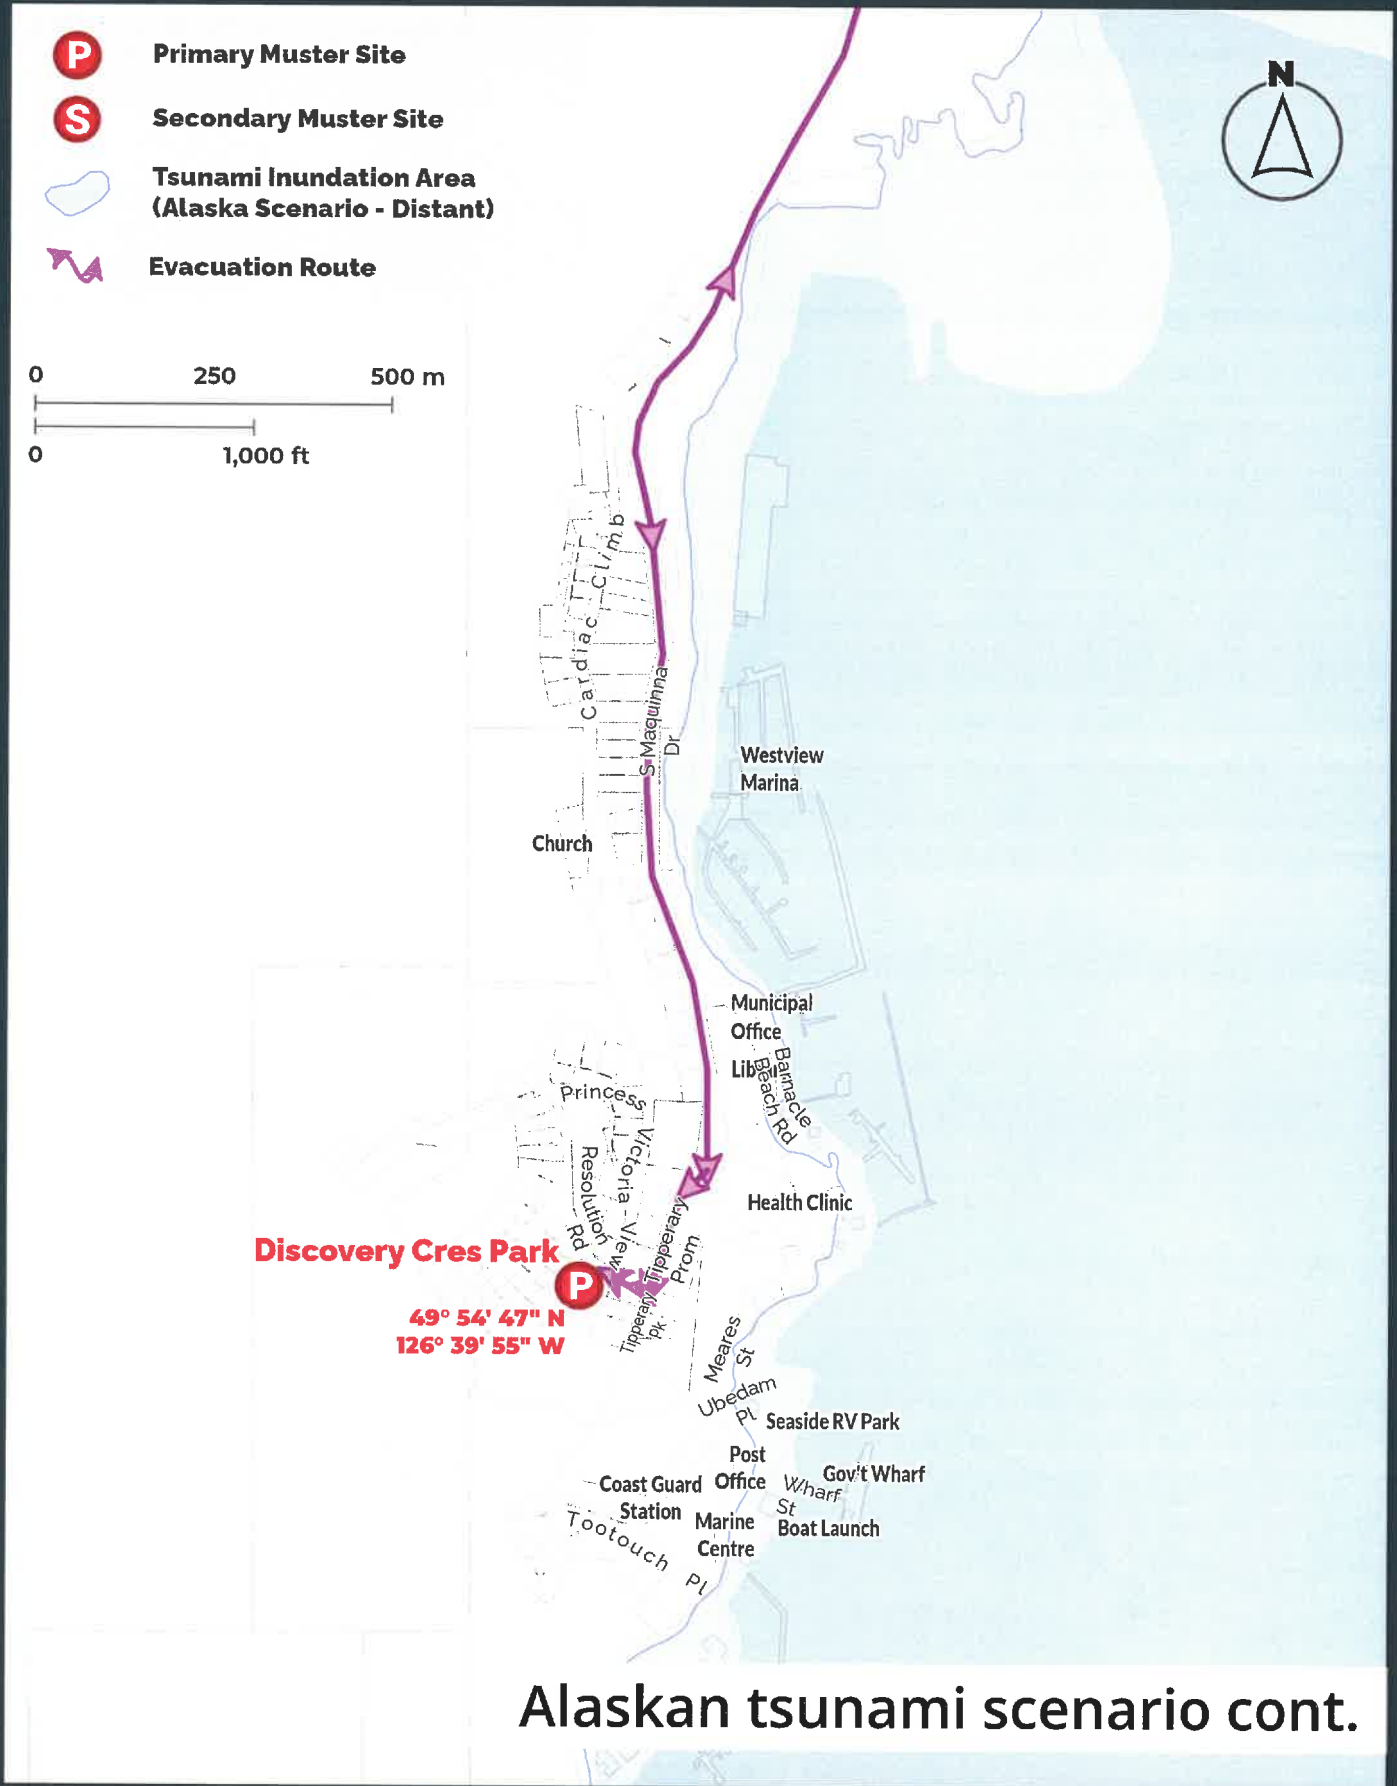 P Primary Muster Site
S Secondary Muster Site
Tsunami Inundation Area
(Alaska Scenario - Distant)
Evacuation Route
N
0 250 500 m
0 1,000 ft
Cardiac Climb
S Maquinna
Dr
Westview
Marina
Church
Municipal
Office
Barnacle
Beach Rd
Princess
Victoria View
Resolution
Rd
Health Clinic
Tipperary
Prom
Discovery Cres Park
P
49° 54' 47" N
126° 39' 55" W
Tipperary
Pk
Meares
St
Ubedam
Pl
Seaside RV Park
Post
Office
Gov't Wharf
Wharf
St
Coast Guard
Station
Marine
Centre
Boat Launch
Tootouch Pl
Alaskan tsunami scenario cont.